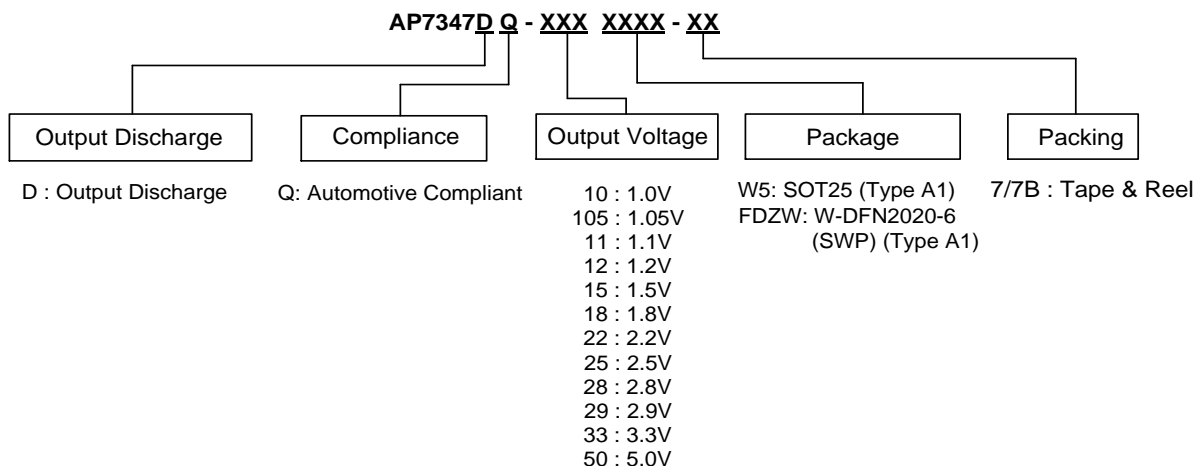 AP7347D Q - XXX XXXX - XX
Output Discharge
Compliance
Output Voltage
Package
Packing
D : Output Discharge
Q: Automotive Compliant
10 : 1.0V
105 : 1.05V
11 : 1.1V
12 : 1.2V
15 : 1.5V
18 : 1.8V
22 : 2.2V
25 : 2.5V
28 : 2.8V
29 : 2.9V
33 : 3.3V
50 : 5.0V
W5: SOT25 (Type A1)
FDZW: W-DFN2020-6
(SWP) (Type A1)
7/7B : Tape & Reel